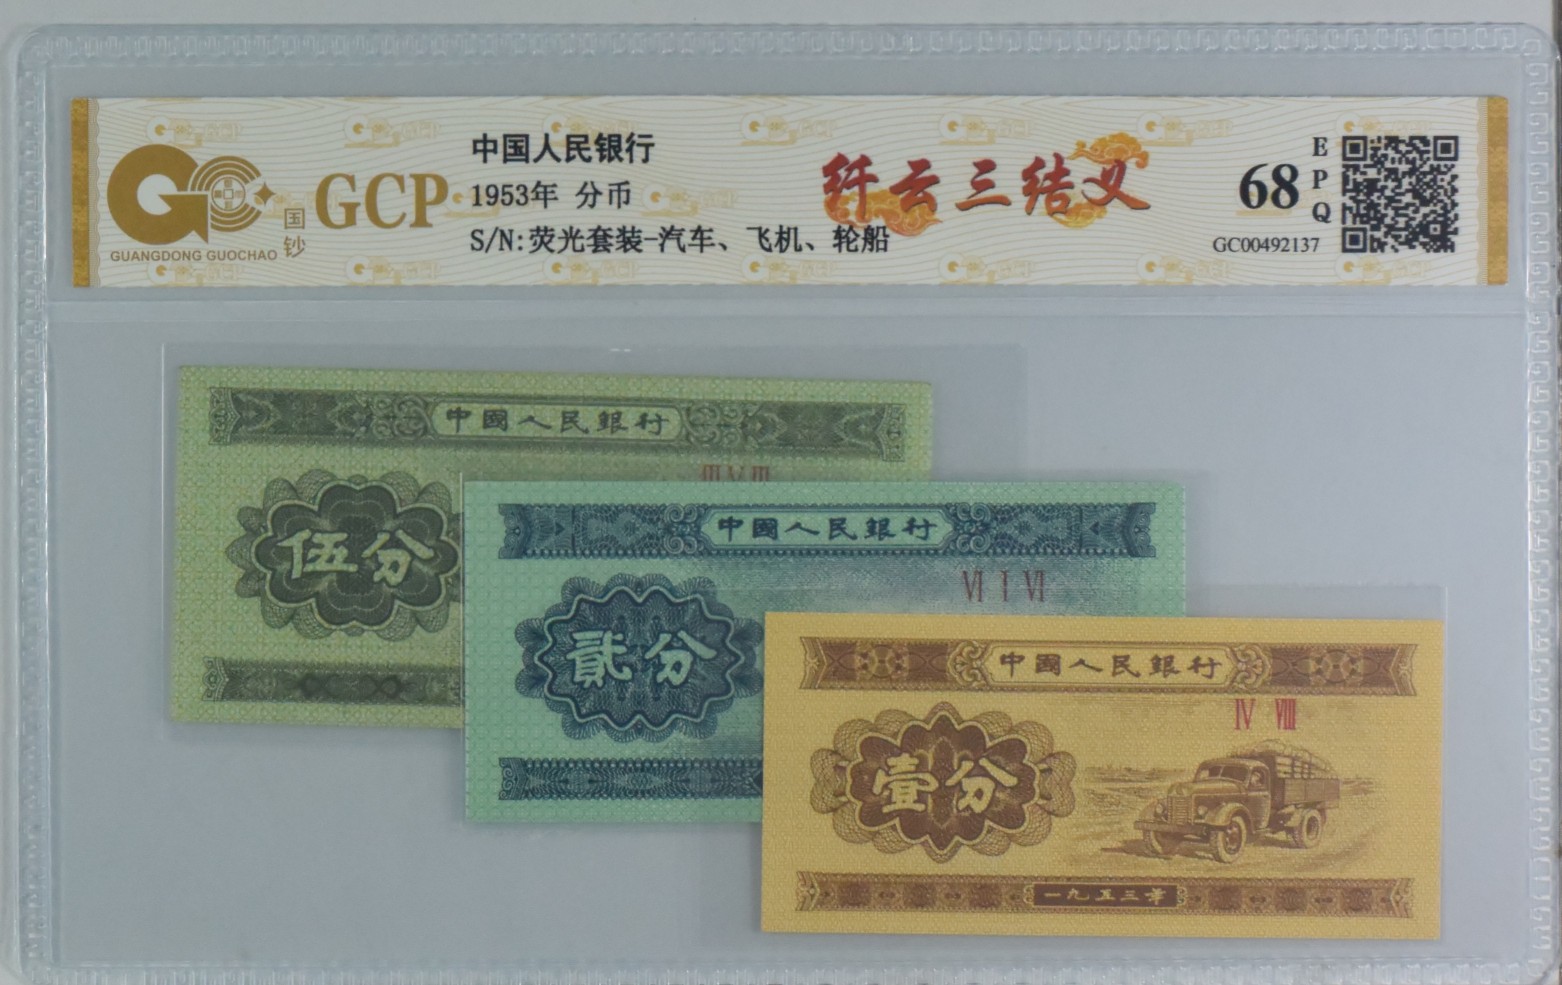 中国人民银行
1953年 分币
S/N:荧光套装-汽车、飞机、轮船
GCP
国钞
GUANGDONG GUOCHAO
纤云三结义
68
EPQ
GC00492137
中國人民銀行
III V III
伍分
中國人民銀行
VI I VI
貳分
中國人民銀行
IV VIII
壹分
一九五三年